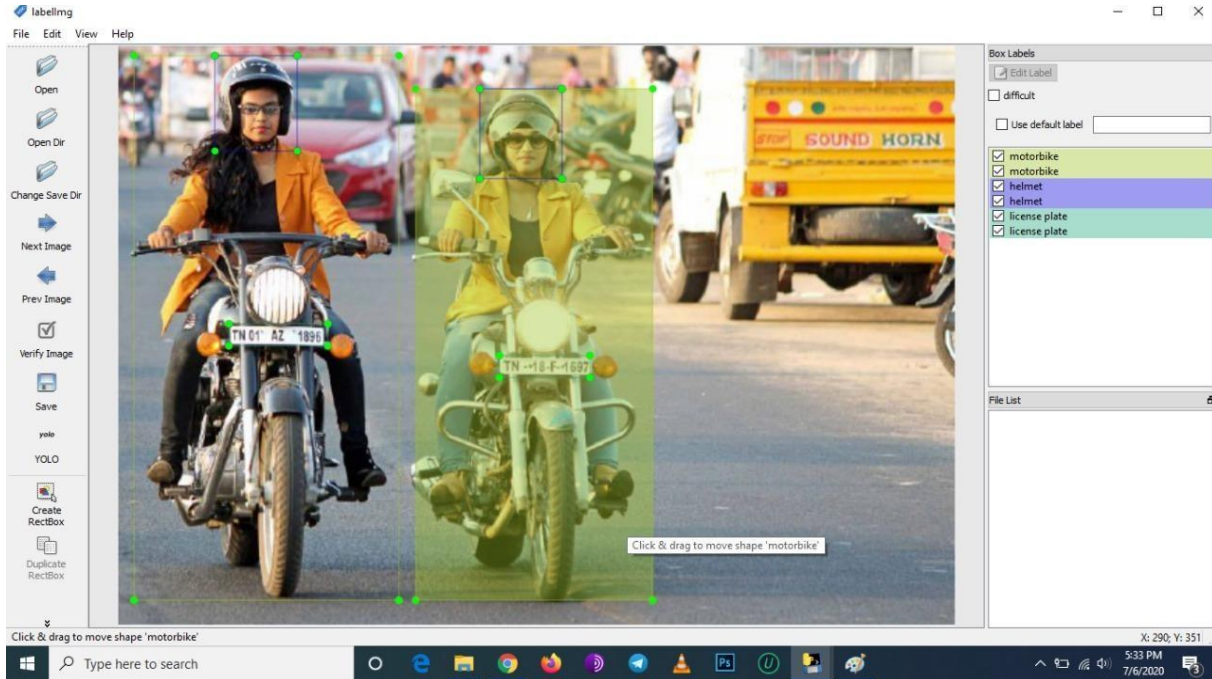 labelImg
File Edit View Help
Open
Open Dir
Change Save Dir
Next Image
Prev Image
Verify Image
Save
yolo
YOLO
Create
RectBox
Duplicate
RectBox
Box Labels
Edit Label
difficult
Use default label
motorbike
motorbike
helmet
helmet
license plate
license plate
File List
STOP SOUND HORN
TN 01 AZ 1896
TN 18-F-1697
Click & drag to move shape 'motorbike'
Click & drag to move shape 'motorbike'
X: 290; Y: 351
Type here to search
Ps
U
5:33 PM
7/6/2020
3